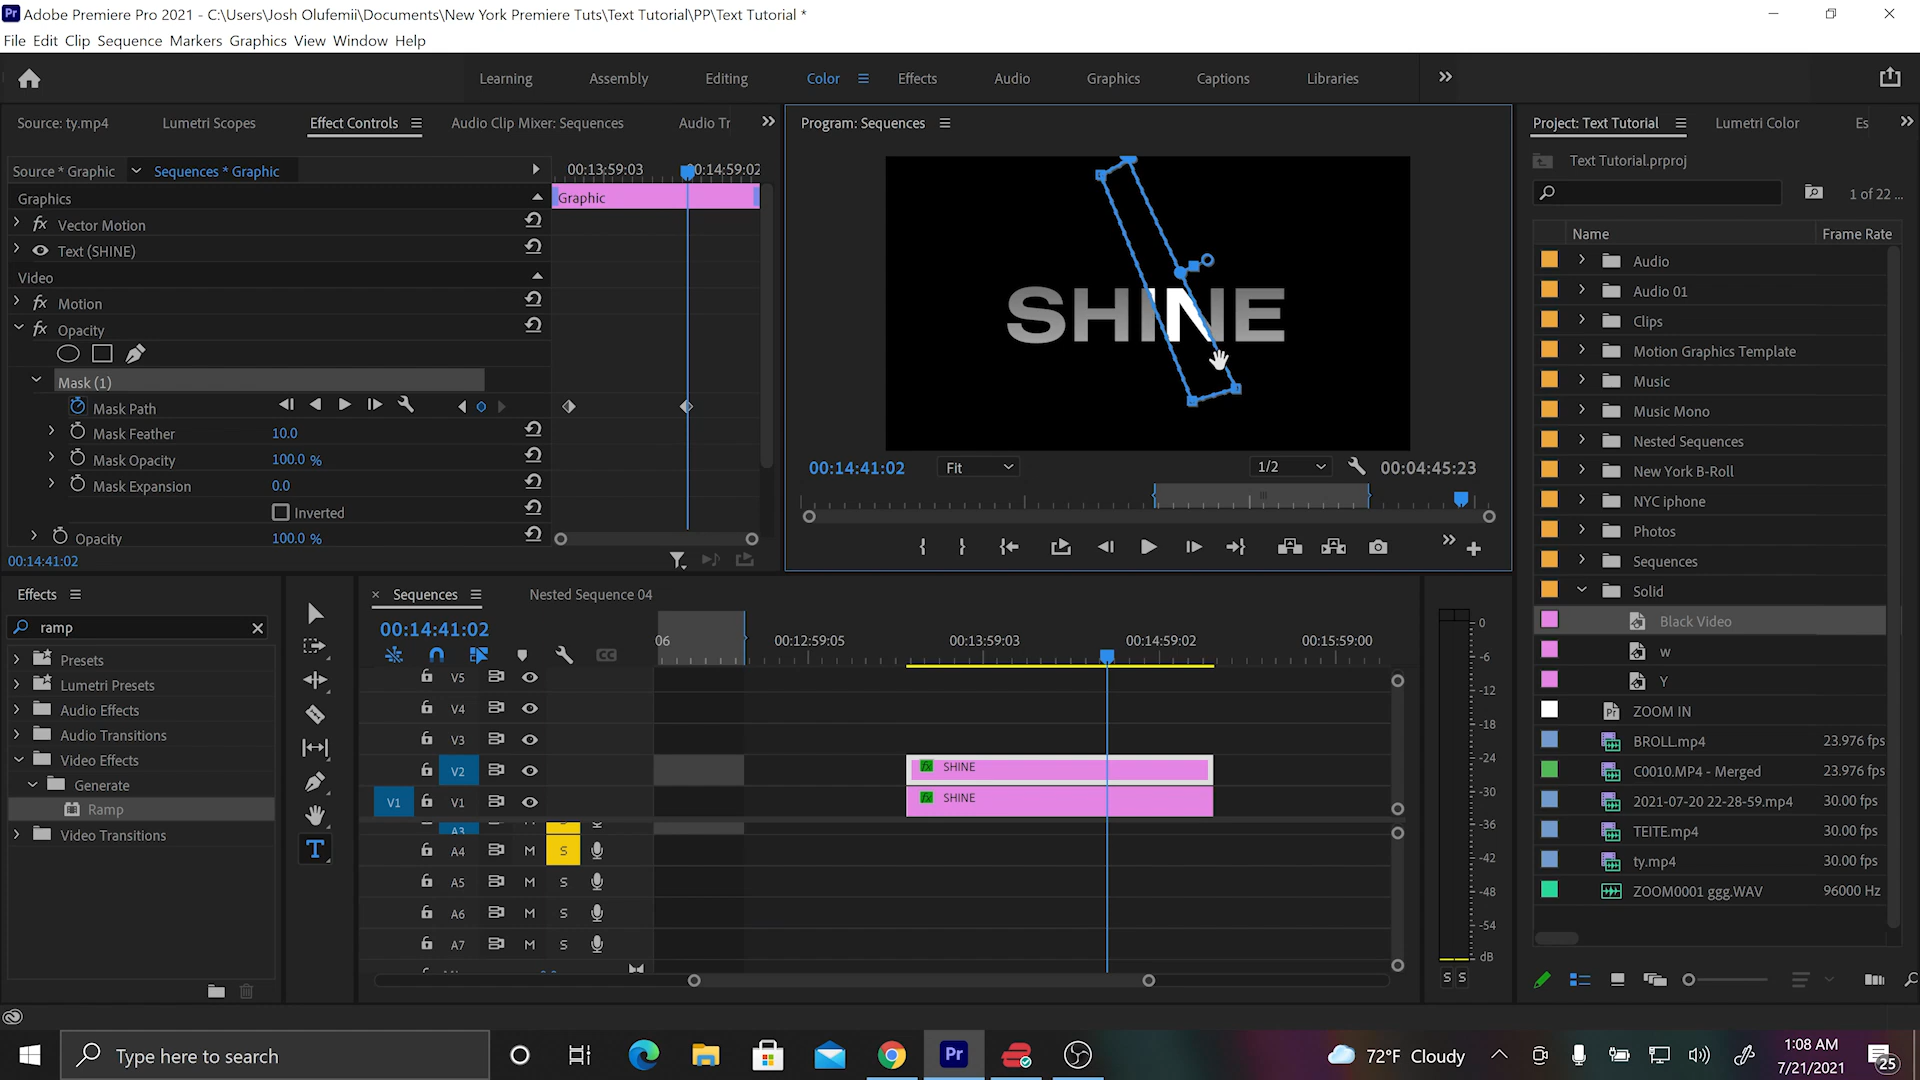 Adobe Premiere Pro 2021 - C:\Users\Josh Olufemii\Documents\New York Premiere Tuts\Text Tutorial\PP\Text Tutorial *
File Edit Clip Sequence Markers Graphics View Window Help
Learning Assembly Editing Color Effects Audio Graphics Captions Libraries
Source: ty.mp4 Lumetri Scopes Effect Controls Audio Clip Mixer: Sequences Audio Tr
Source * Graphic Sequences * Graphic
00:13:59:03 00:14:59:02
Graphics
Graphic
fx Vector Motion
Text (SHINE)
Video
fx Motion
fx Opacity
Mask (1)
Mask Path
Mask Feather 10.0
Mask Opacity 100.0 %
Mask Expansion 0.0
Inverted
Opacity 100.0 %
00:14:41:02
Program: Sequences
SHINE
00:14:41:02 Fit 1/2 00:04:45:23
Project: Text Tutorial Lumetri Color Es
Text Tutorial.prproj
1 of 22 ...
Name Frame Rate
Audio
Audio 01
Clips
Motion Graphics Template
Music
Music Mono
Nested Sequences
New York B-Roll
NYC iphone
Photos
Sequences
Solid
Black Video
w
Y
ZOOM IN
BROLL.mp4 23.976 fps
C0010.MP4 - Merged 23.976 fps
2021-07-20 22-28-59.mp4 30.00 fps
TEITE.mp4 30.00 fps
ty.mp4 30.00 fps
ZOOM0001 ggg.WAV 96000 Hz
Effects
ramp
Presets
Lumetri Presets
Audio Effects
Audio Transitions
Video Effects
Generate
Ramp
Video Transitions
T
Sequences Nested Sequence 04
00:14:41:02
06 00:12:59:05 00:13:59:03 00:14:59:02 00:15:59:00
CC
V5
V4
V3
V2 fx SHINE
V1 V1 fx SHINE
A3
A4 M S
A5 M S
A6 M S
A7 M S
0
-6
-12
-18
-24
-30
-36
-42
-48
-54
dB
S S
Type here to search
Pr
72°F Cloudy
1:08 AM
7/21/2021
25